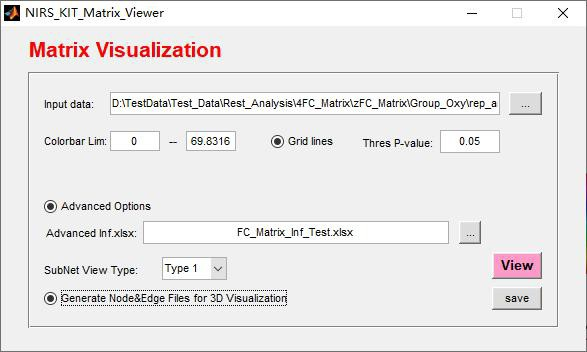 NIRS_KIT_Matrix_Viewer
Matrix Visualization
Input data: D:\TestData\Test_Data\Rest_Analysis\4FC_Matrix\zFC_Matrix\Group_Oxy\rep_a ...
Colorbar Lim: 0 -- 69.8316 Grid lines Thres P-value: 0.05
Advanced Options
Advanced Inf.xlsx: FC_Matrix_Inf_Test.xlsx ...
SubNet View Type: Type 1 View
Generate Node&Edge Files for 3D Visualization save